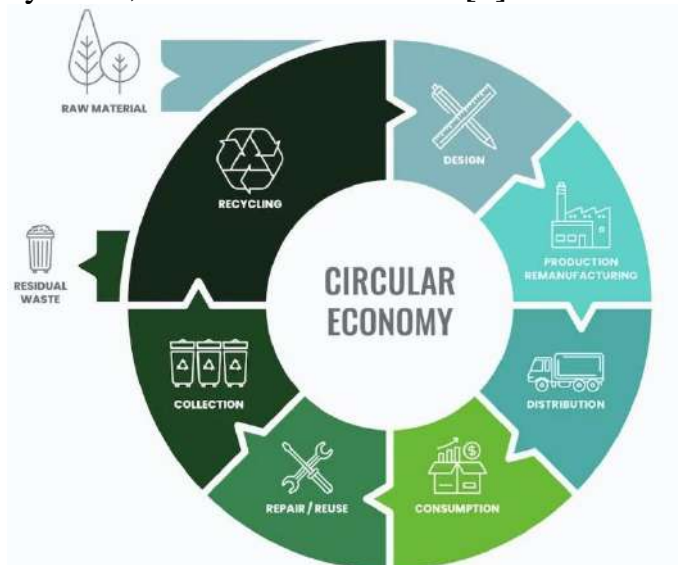 RAW MATERIAL
DESIGN
RECYCLING
PRODUCTION
REMANUFACTURING
RESIDUAL
WASTE
CIRCULAR
ECONOMY
COLLECTION
DISTRIBUTION
REPAIR / REUSE
CONSUMPTION